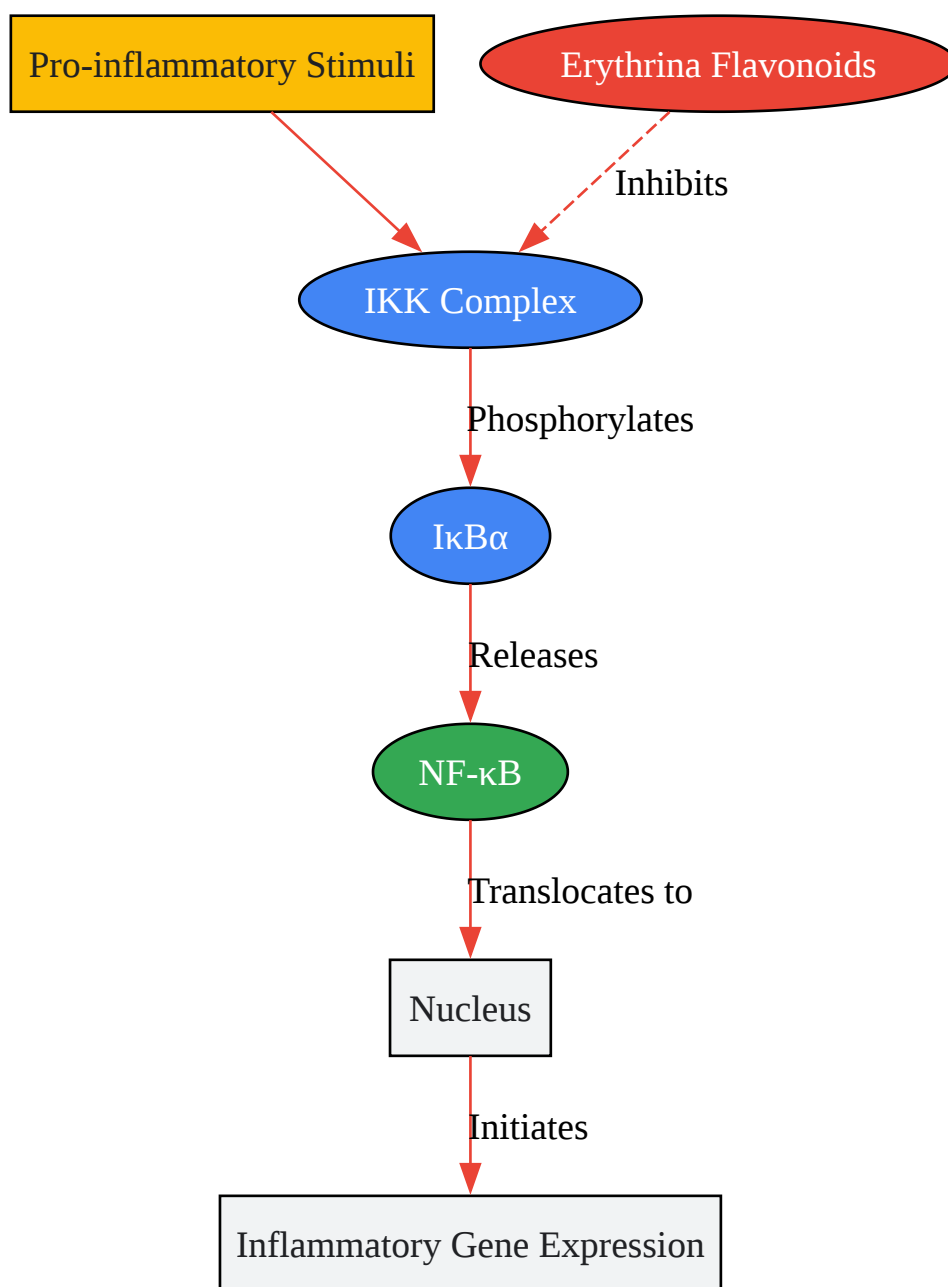 Pro-inflammatory Stimuli
Erythrina Flavonoids
Inhibits
IKK Complex
Phosphorylates
IκBα
Releases
NF-κB
Translocates to
Nucleus
Initiates
Inflammatory Gene Expression